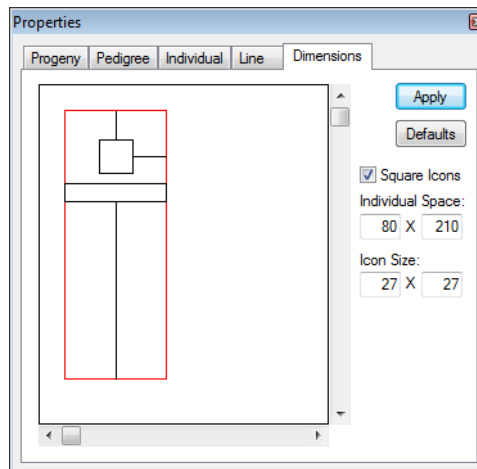 Properties
Progeny Pedigree Individual Line Dimensions
Apply
Defaults
Square Icons
Individual Space:
80 X 210
Icon Size:
27 X 27